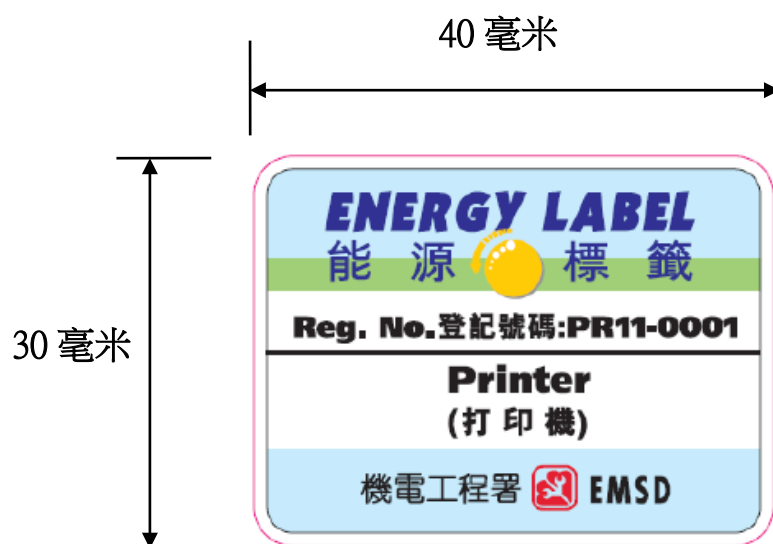 40 毫米
30 毫米
ENERGY LABEL
能源標籤
Reg. No.登記號碼:PR11-0001
Printer
(打印機)
機電工程署 EMSD